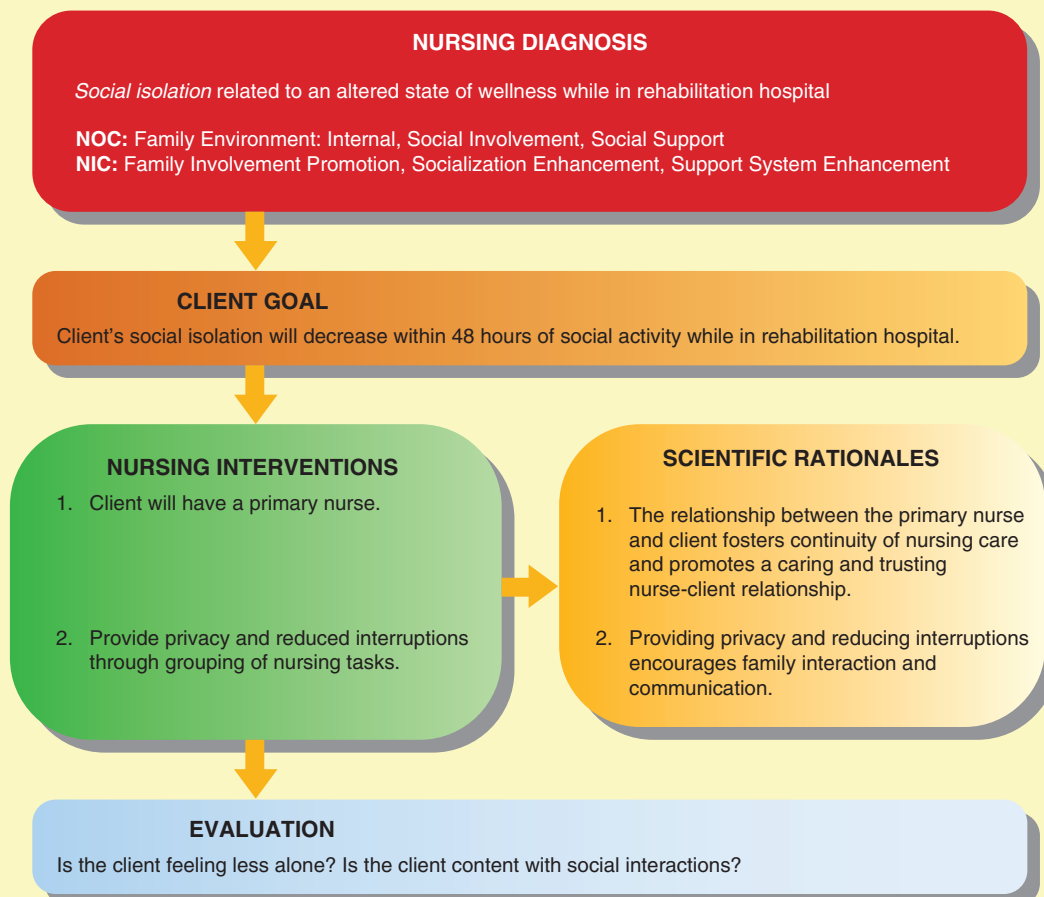 NURSING DIAGNOSIS
Social isolation related to an altered state of wellness while in rehabilitation hospital
NOC: Family Environment: Internal, Social Involvement, Social Support
NIC: Family Involvement Promotion, Socialization Enhancement, Support System Enhancement
CLIENT GOAL
Client’s social isolation will decrease within 48 hours of social activity while in rehabilitation hospital.
NURSING INTERVENTIONS
1. Client will have a primary nurse.
2. Provide privacy and reduced interruptions
through grouping of nursing tasks.
SCIENTIFIC RATIONALES
1. The relationship between the primary nurse
and client fosters continuity of nursing care
and promotes a caring and trusting
nurse-client relationship.
2. Providing privacy and reducing interruptions
encourages family interaction and
communication.
EVALUATION
Is the client feeling less alone? Is the client content with social interactions?